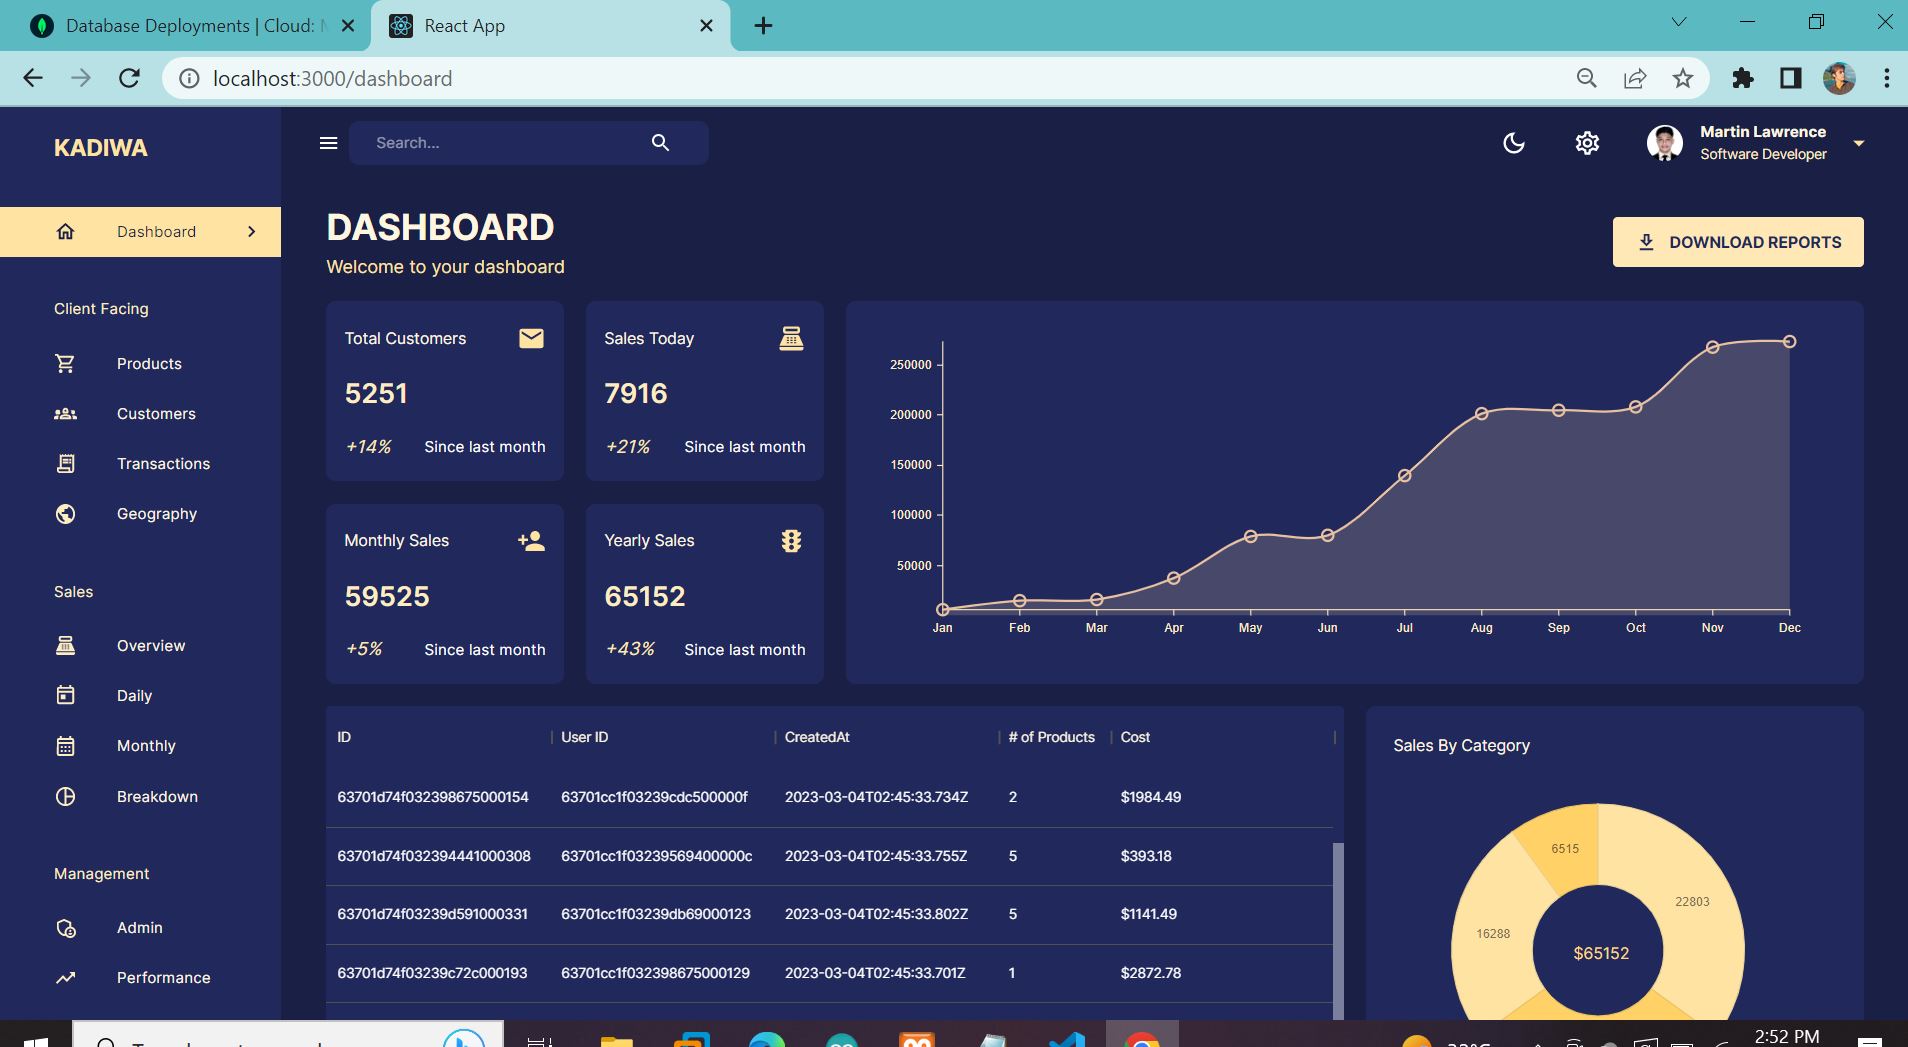 Database Deployments | Cloud:
React App
localhost:3000/dashboard
KADIWA
Search...
Martin Lawrence
Software Developer
Dashboard
DASHBOARD
Welcome to your dashboard
DOWNLOAD REPORTS
Client Facing
Products
Customers
Transactions
Geography
Sales
Overview
Daily
Monthly
Breakdown
Management
Admin
Performance
Total Customers
5251
+14% Since last month
Sales Today
7916
+21% Since last month
Monthly Sales
59525
+5% Since last month
Yearly Sales
65152
+43% Since last month
250000
200000
150000
100000
50000
Jan Feb Mar Apr May Jun Jul Aug Sep Oct Nov Dec
ID User ID CreatedAt # of Products Cost
63701d74f032398675000154 63701cc1f03239cdc500000f 2023-03-04T02:45:33.734Z 2 $1984.49
63701d74f032394441000308 63701cc1f03239569400000c 2023-03-04T02:45:33.755Z 5 $393.18
63701d74f03239d591000331 63701cc1f03239db69000123 2023-03-04T02:45:33.802Z 5 $1141.49
63701d74f03239c72c000193 63701cc1f032398675000129 2023-03-04T02:45:33.701Z 1 $2872.78
Sales By Category
6515
22803
16288
$65152
2:52 PM